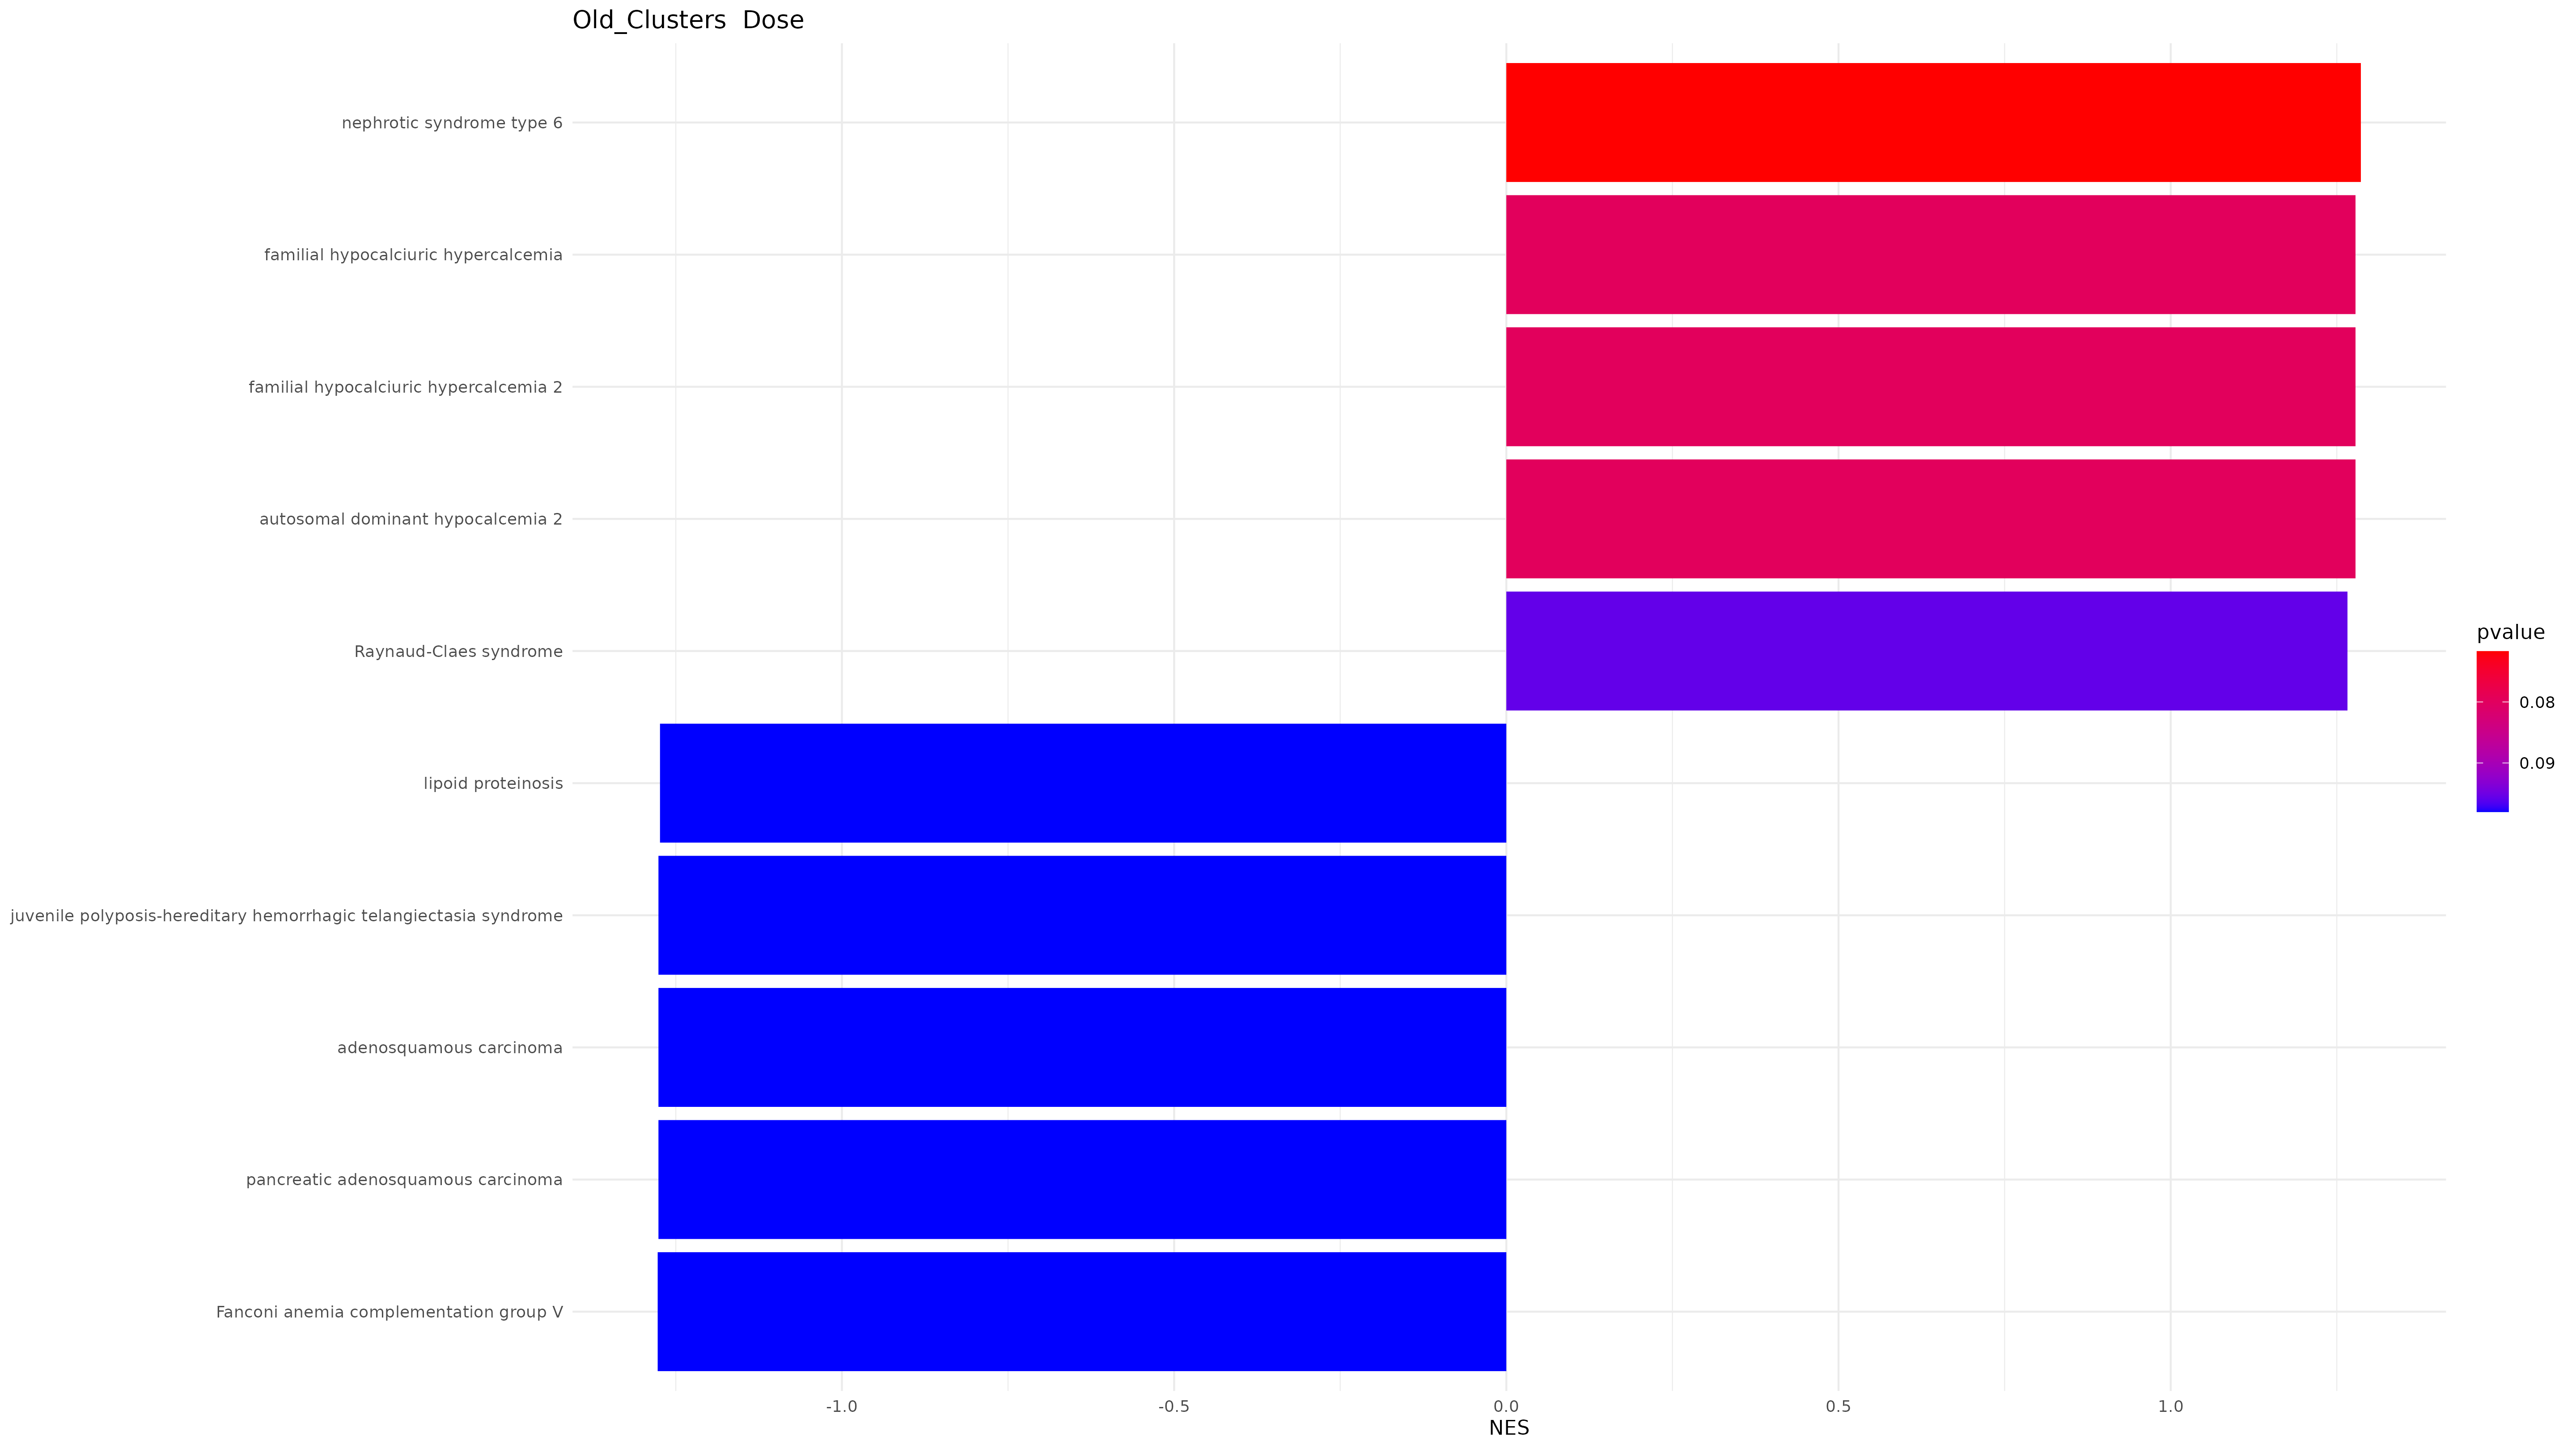 Old_Clusters  Dose
nephrotic syndrome type 6
familial hypocalciuric hypercalcemia
familial hypocalciuric hypercalcemia 2
autosomal dominant hypocalcemia 2
Raynaud-Claes syndrome
lipoid proteinosis
juvenile polyposis-hereditary hemorrhagic telangiectasia syndrome
adenosquamous carcinoma
pancreatic adenosquamous carcinoma
Fanconi anemia complementation group V
-1.0 -0.5 0.0 0.5 1.0
NES
pvalue
0.08
0.09